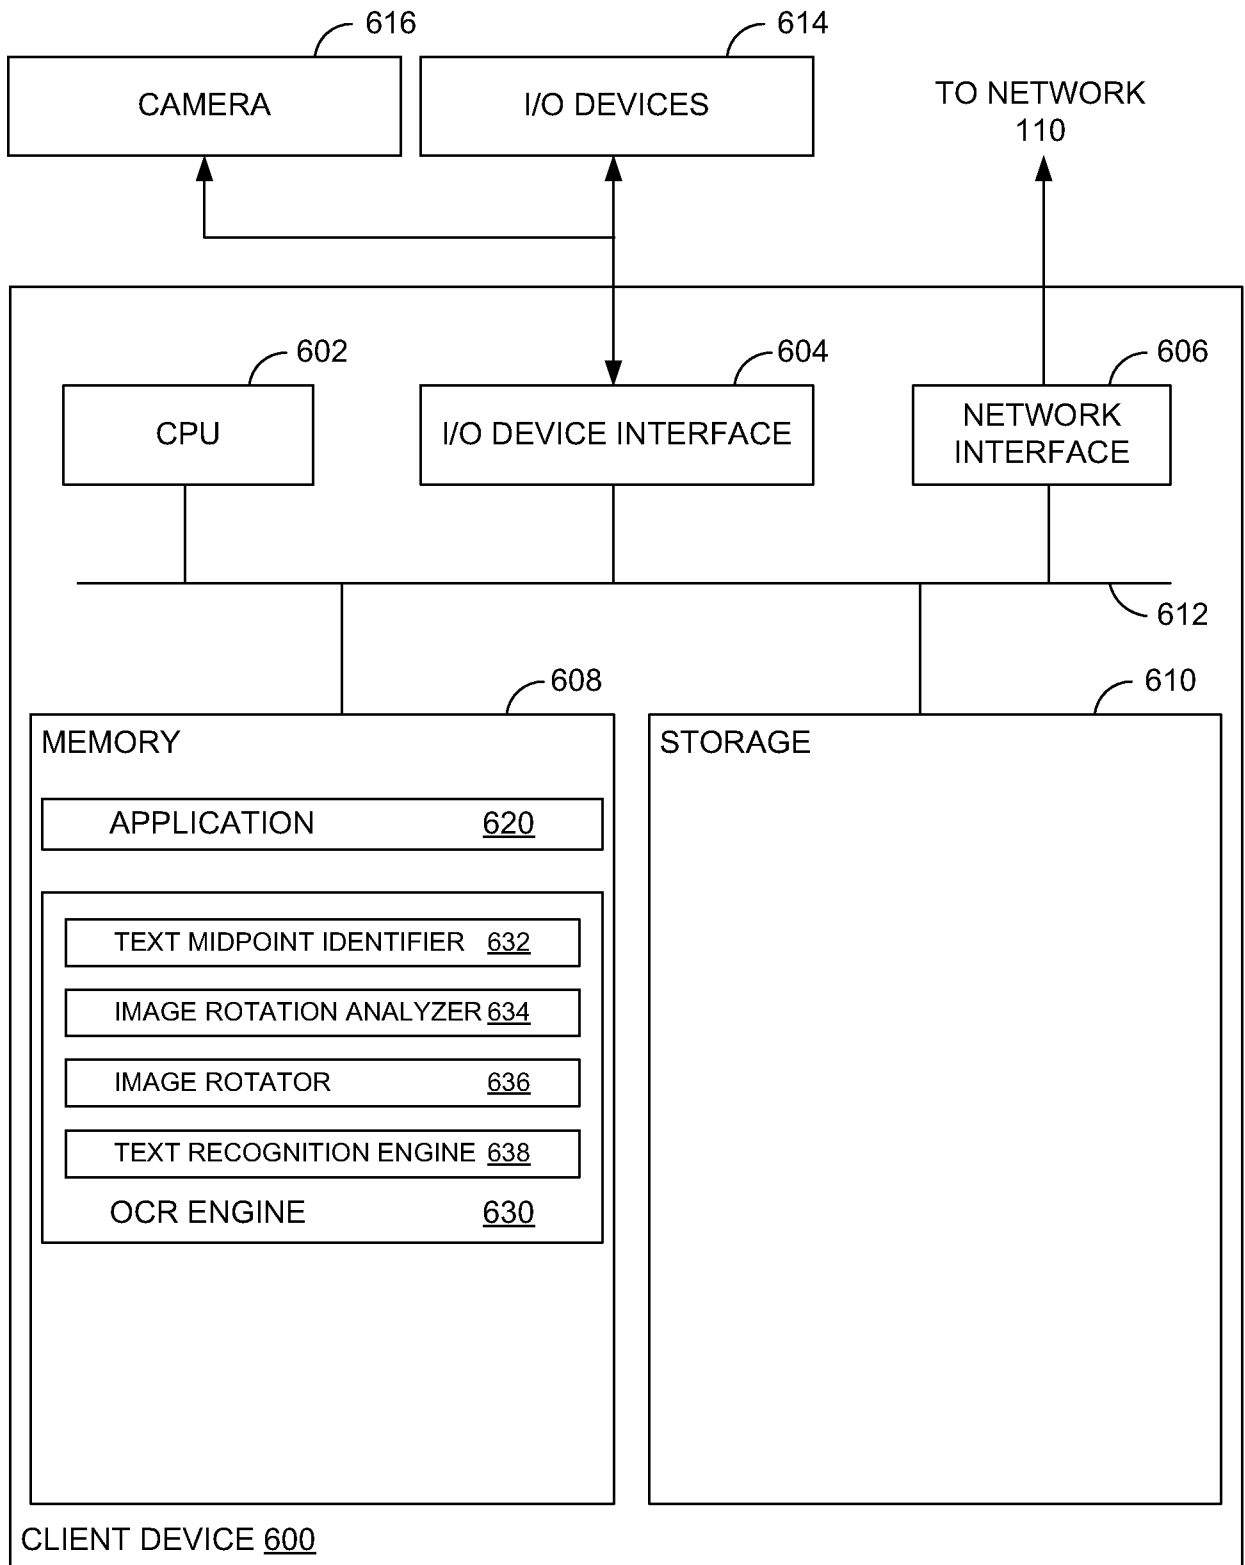 616
614
CAMERA
I/O DEVICES
TO NETWORK
110
602
604
606
CPU
I/O DEVICE INTERFACE
NETWORK
INTERFACE
612
608
610
MEMORY
STORAGE
APPLICATION 620
TEXT MIDPOINT IDENTIFIER 632
IMAGE ROTATION ANALYZER 634
IMAGE ROTATOR 636
TEXT RECOGNITION ENGINE 638
OCR ENGINE 630
CLIENT DEVICE 600